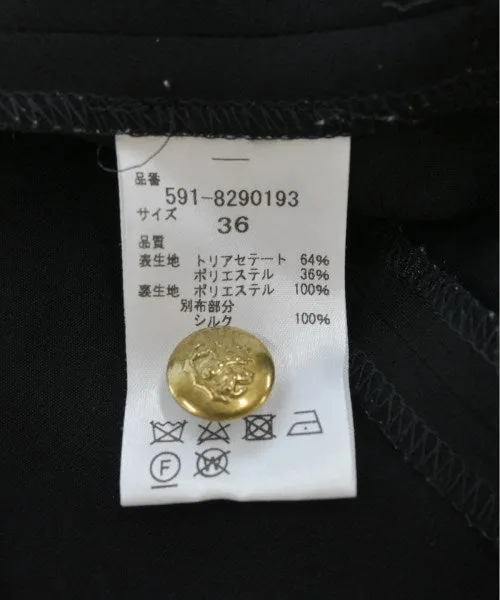 品番
591-8290193
サイズ
36
品質
表生地 トリアセテート 64%
ポリエステル 36%
裏生地 ポリエステル 100%
別布部分
シルク 100%
F W